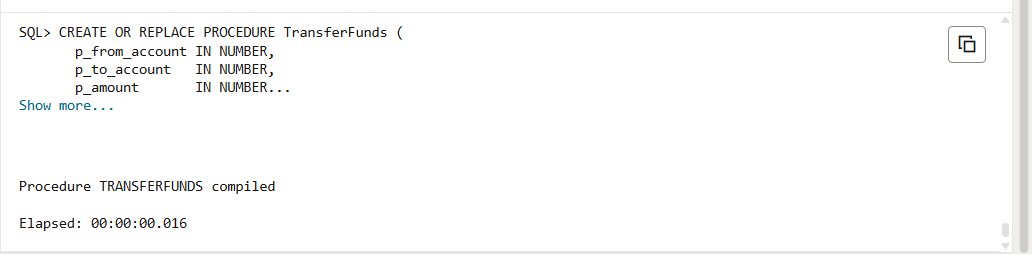 SQL> CREATE OR REPLACE PROCEDURE TransferFunds (
p_from_account IN NUMBER,
p_to_account   IN NUMBER,
p_amount       IN NUMBER...
Show more...
Procedure TRANSFERFUNDS compiled
Elapsed: 00:00:00.016